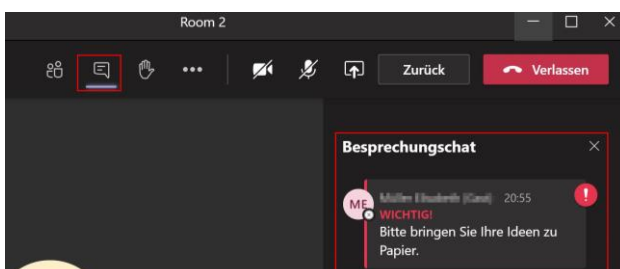 Room 2
Zurück
Verlassen
Besprechungschat
ME
20:55
WICHTIG!
Bitte bringen Sie Ihre Ideen zu
Papier.